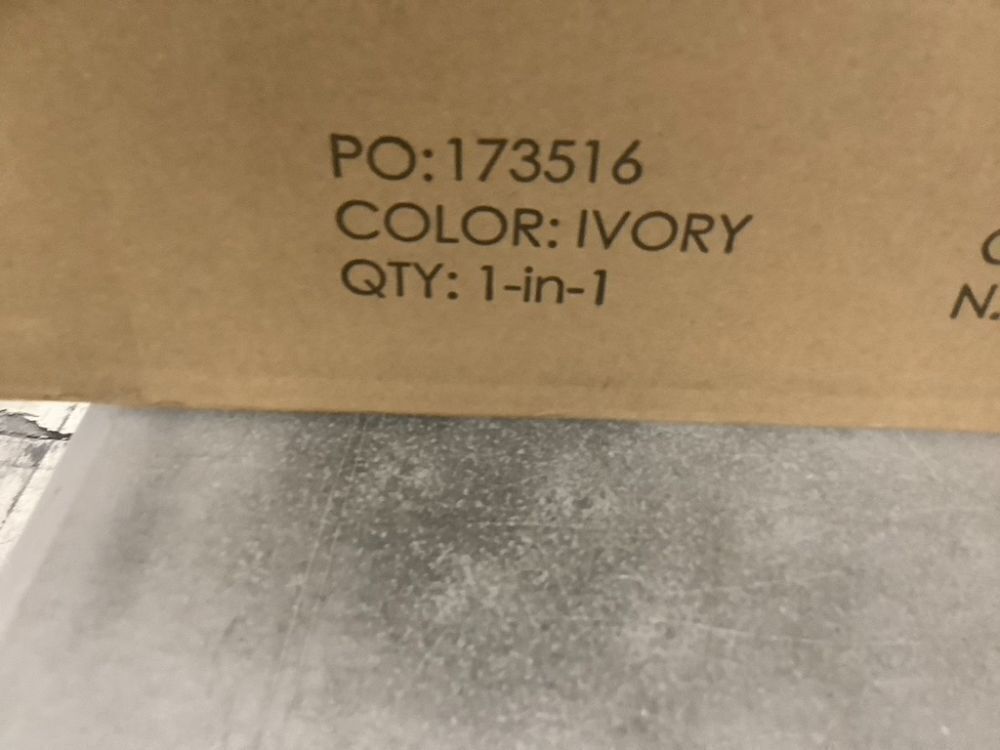 PO:173516
COLOR: IVORY
QTY: 1-in-1
N.